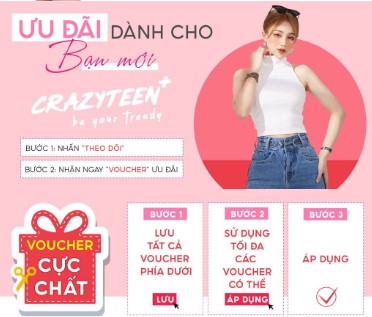 ƯU ĐÃI DÀNH CHO
Bạn mới
CRAZYTEEN+
be your trendy
BƯỚC 1: NHẤN "THEO DÕI"
BƯỚC 2: NHẬN NGAY "VOUCHER" ƯU ĐÃI
VOUCHER
CỰC
CHẤT
BƯỚC 1
LƯU
TẤT CẢ
VOUCHER
PHÍA DƯỚI
LƯU
BƯỚC 2
SỬ DỤNG
TỐI ĐA
CÁC
VOUCHER
CÓ THỂ
ÁP DỤNG
BƯỚC 3
ÁP DỤNG